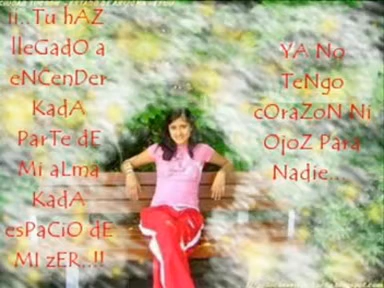 ii..Tu hAZ
lleGadO a
eNCenDer
KadA
ParTe dE
Mi aLma
KadA
esPaCiO dE
MI zER..!!
YA No
TeNgo
cOraZoN Ni
OjoZ Para
Nadie...